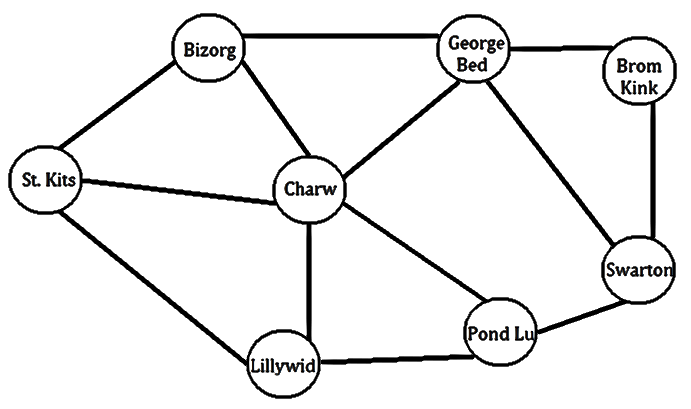 Bizorg
George
Bed
Brom
Kink
St. Kits
Charw
Swarton
Pond Lu
Lillywid